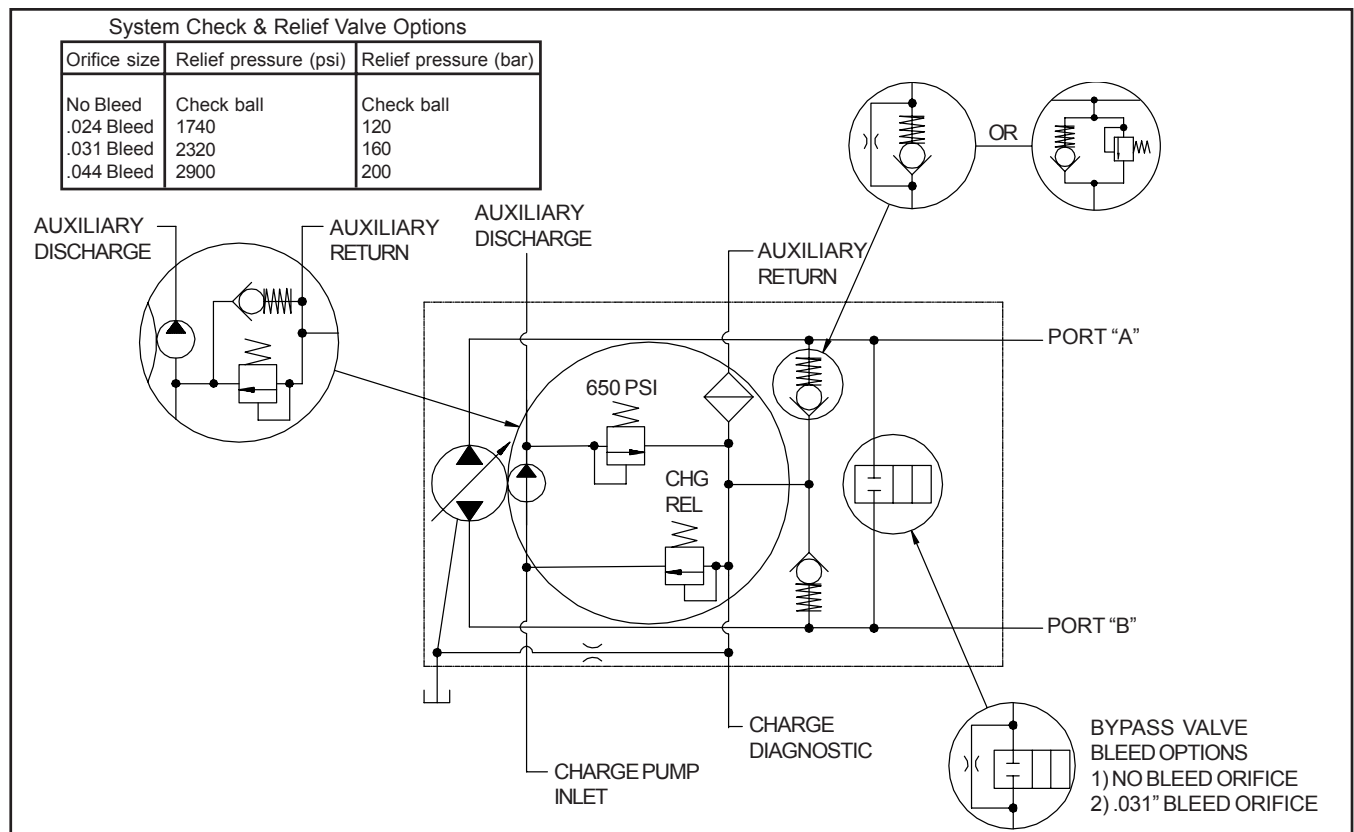 System Check & Relief Valve Options
Orifice size Relief pressure (psi) Relief pressure (bar)
No Bleed Check ball Check ball
.024 Bleed 1740 120
.031 Bleed 2320 160
.044 Bleed 2900 200
OR
AUXILIARY
DISCHARGE
AUXILIARY
RETURN
AUXILIARY
DISCHARGE
AUXILIARY
RETURN
PORT “A”
650 PSI
CHG
REL
PORT “B”
CHARGE
DIAGNOSTIC
CHARGE PUMP
INLET
BYPASS VALVE
BLEED OPTIONS
1) NO BLEED ORIFICE
2) .031” BLEED ORIFICE